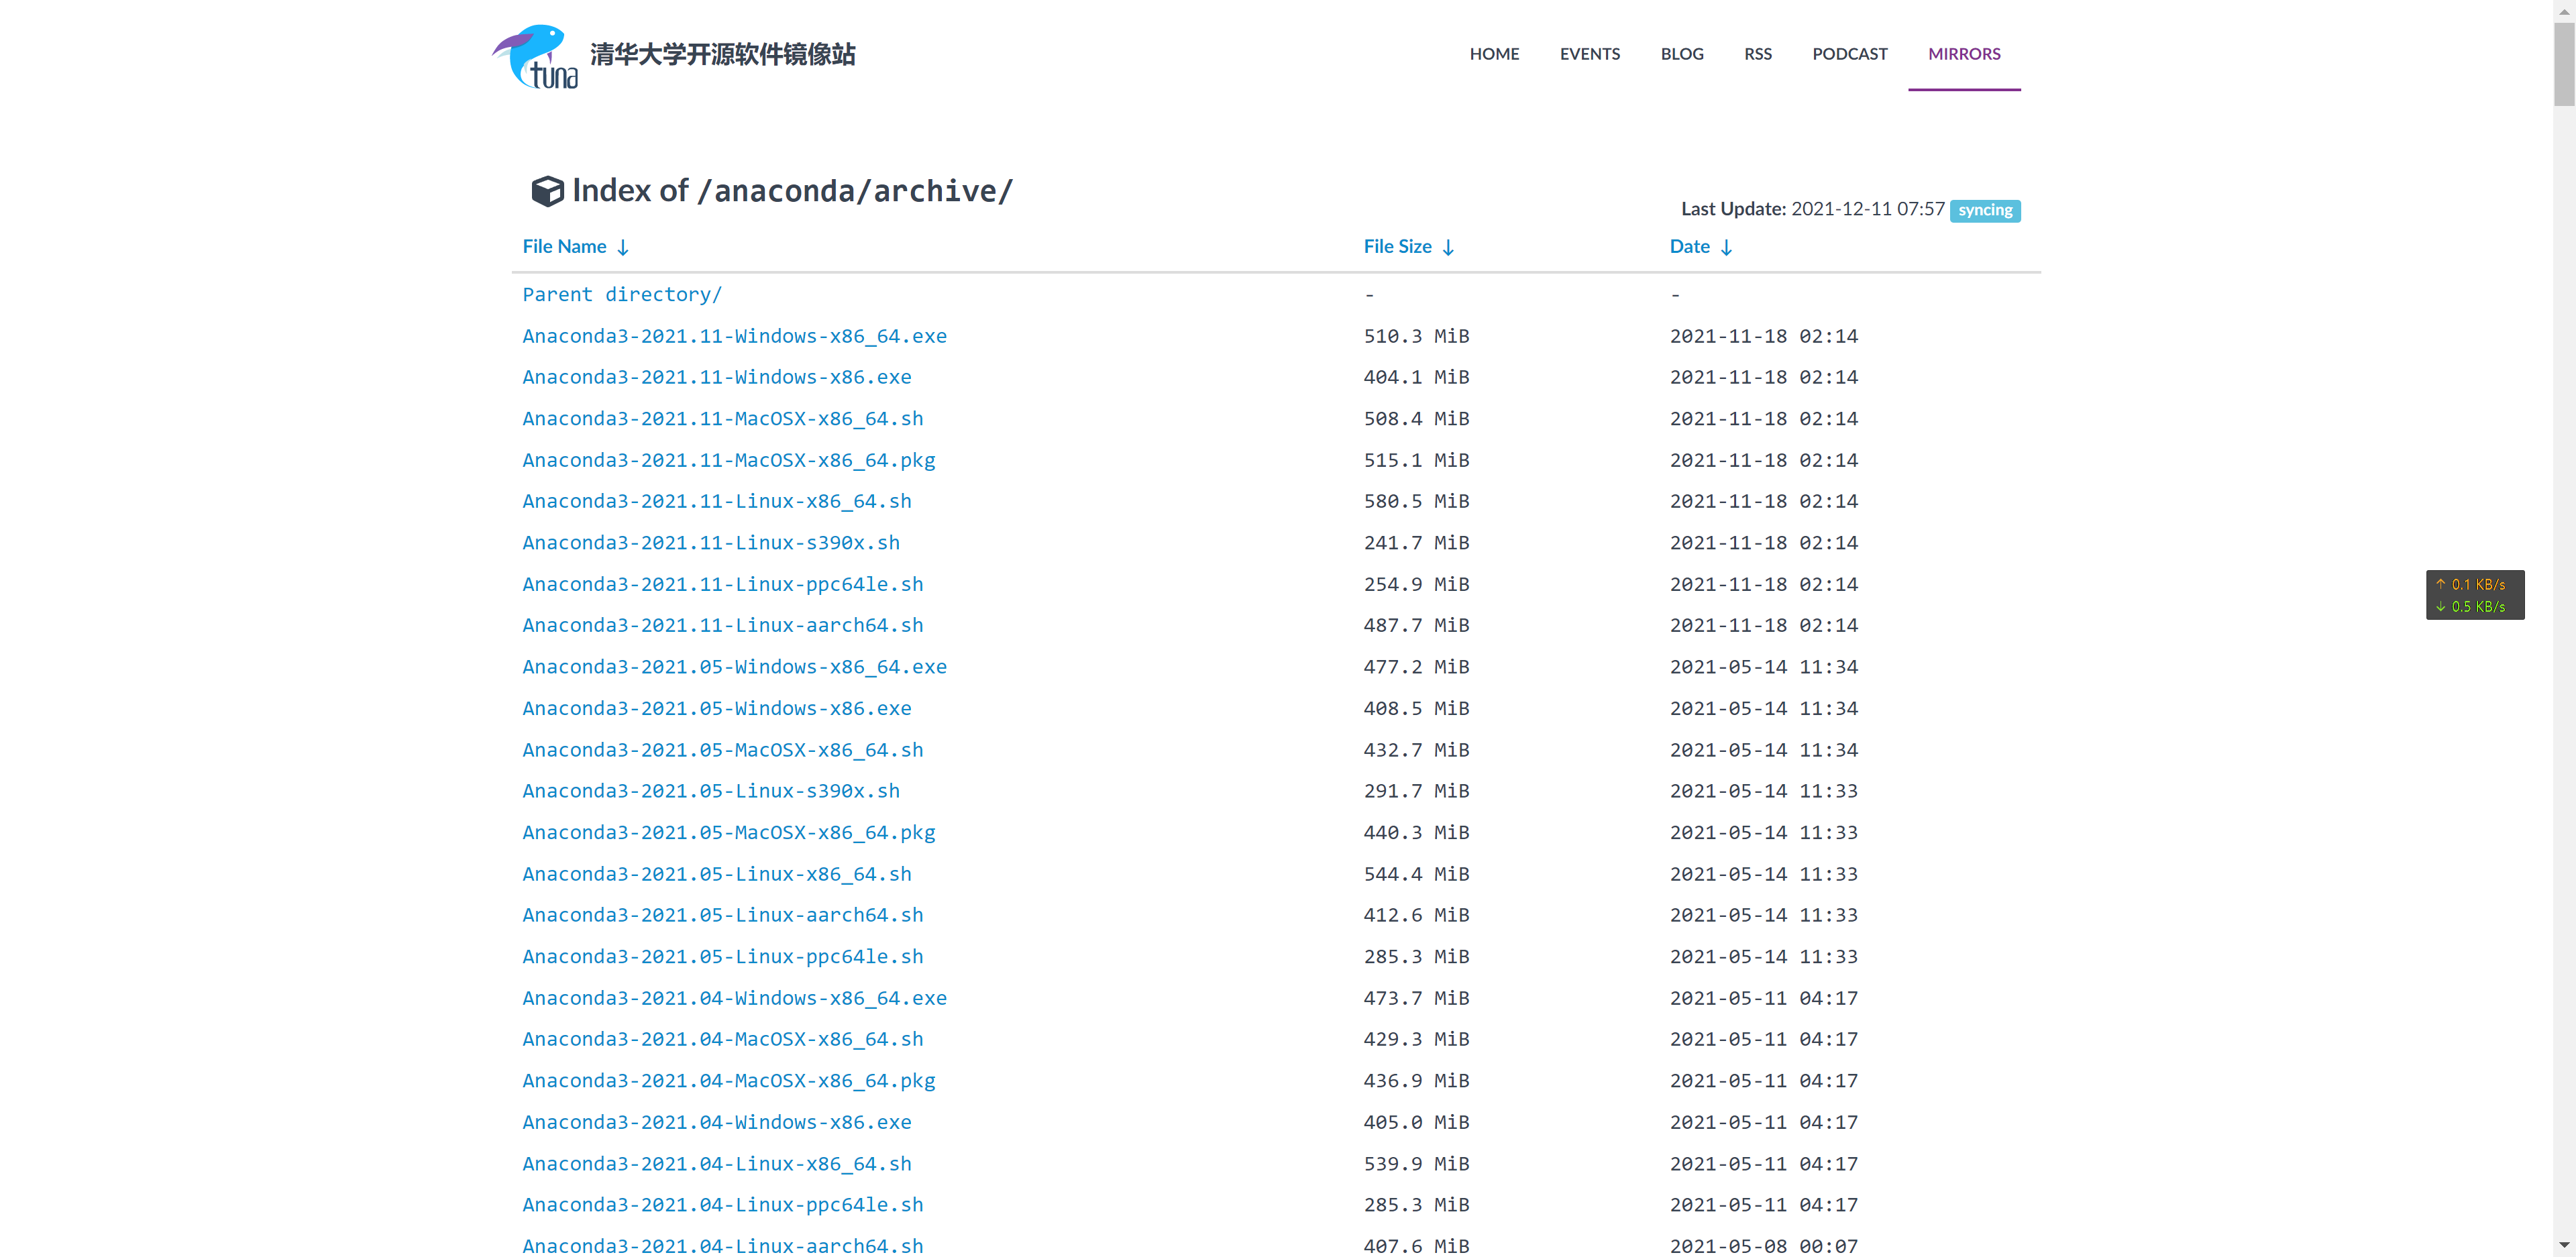 tuna 清华大学开源软件镜像站 HOME EVENTS BLOG RSS PODCAST MIRRORS
Index of /anaconda/archive/
Last Update: 2021-12-11 07:57 syncing
File Name ↓ File Size ↓ Date ↓
Parent directory/ - -
Anaconda3-2021.11-Windows-x86_64.exe 510.3 MiB 2021-11-18 02:14
Anaconda3-2021.11-Windows-x86.exe 404.1 MiB 2021-11-18 02:14
Anaconda3-2021.11-MacOSX-x86_64.sh 508.4 MiB 2021-11-18 02:14
Anaconda3-2021.11-MacOSX-x86_64.pkg 515.1 MiB 2021-11-18 02:14
Anaconda3-2021.11-Linux-x86_64.sh 580.5 MiB 2021-11-18 02:14
Anaconda3-2021.11-Linux-s390x.sh 241.7 MiB 2021-11-18 02:14
Anaconda3-2021.11-Linux-ppc64le.sh 254.9 MiB 2021-11-18 02:14
↑ 0.1 KB/s
↓ 0.5 KB/s
Anaconda3-2021.11-Linux-aarch64.sh 487.7 MiB 2021-11-18 02:14
Anaconda3-2021.05-Windows-x86_64.exe 477.2 MiB 2021-05-14 11:34
Anaconda3-2021.05-Windows-x86.exe 408.5 MiB 2021-05-14 11:34
Anaconda3-2021.05-MacOSX-x86_64.sh 432.7 MiB 2021-05-14 11:34
Anaconda3-2021.05-Linux-s390x.sh 291.7 MiB 2021-05-14 11:33
Anaconda3-2021.05-MacOSX-x86_64.pkg 440.3 MiB 2021-05-14 11:33
Anaconda3-2021.05-Linux-x86_64.sh 544.4 MiB 2021-05-14 11:33
Anaconda3-2021.05-Linux-aarch64.sh 412.6 MiB 2021-05-14 11:33
Anaconda3-2021.05-Linux-ppc64le.sh 285.3 MiB 2021-05-14 11:33
Anaconda3-2021.04-Windows-x86_64.exe 473.7 MiB 2021-05-11 04:17
Anaconda3-2021.04-MacOSX-x86_64.sh 429.3 MiB 2021-05-11 04:17
Anaconda3-2021.04-MacOSX-x86_64.pkg 436.9 MiB 2021-05-11 04:17
Anaconda3-2021.04-Windows-x86.exe 405.0 MiB 2021-05-11 04:17
Anaconda3-2021.04-Linux-x86_64.sh 539.9 MiB 2021-05-11 04:17
Anaconda3-2021.04-Linux-ppc64le.sh 285.3 MiB 2021-05-11 04:17
Anaconda3-2021.04-Linux-aarch64.sh 407.6 MiB 2021-05-08 00:07